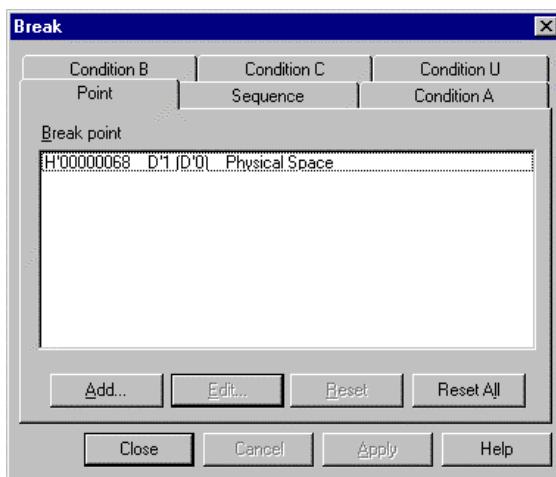 Break
Condition B Condition C Condition U
Point Sequence Condition A
Break point
H'00000068 D'1 (D'0) Physical Space
Add... Edit... Reset Reset All
Close Cancel Apply Help